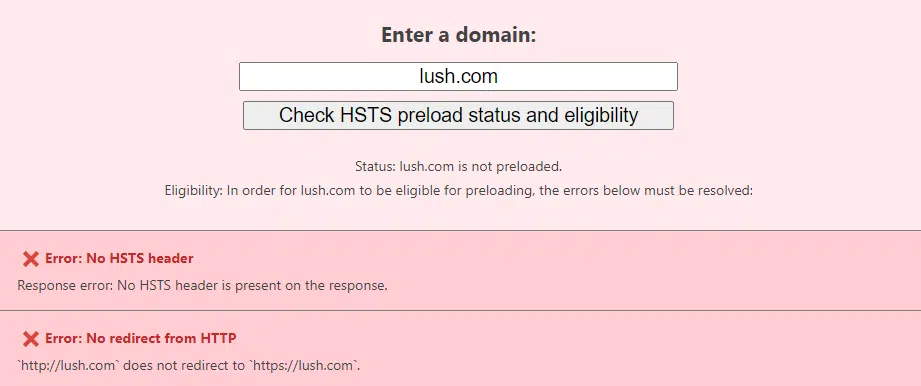 Enter a domain:
lush.com
Check HSTS preload status and eligibility
Status: lush.com is not preloaded.
Eligibility: In order for lush.com to be eligible for preloading, the errors below must be resolved:
Error: No HSTS header
Response error: No HSTS header is present on the response.
Error: No redirect from HTTP
`http://lush.com` does not redirect to `https://lush.com`.